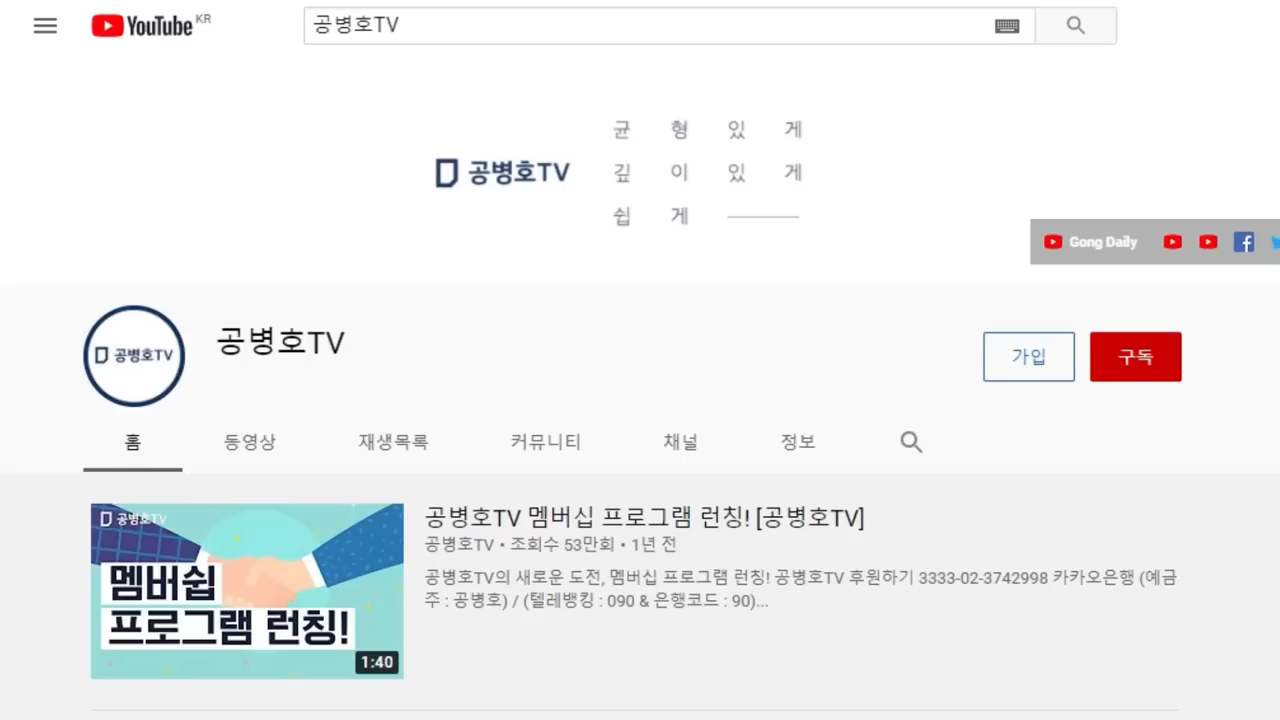 YouTube KR
공병호TV
균 형 있 게
공병호TV
깊 이 있 게
쉽 게
Gong Daily
공병호TV
공병호TV
가입
구독
홈
동영상
재생목록
커뮤니티
채널
정보
공병호TV
멤버쉽
프로그램 런칭!
1:40
공병호TV 멤버십 프로그램 런칭! [공병호TV]
공병호TV • 조회수 53만회 • 1년 전
공병호TV의 새로운 도전, 멤버십 프로그램 런칭! 공병호TV 후원하기 3333-02-3742998 카카오은행 (예금
주 : 공병호) / (텔레뱅킹 : 090 & 은행코드 : 90)...